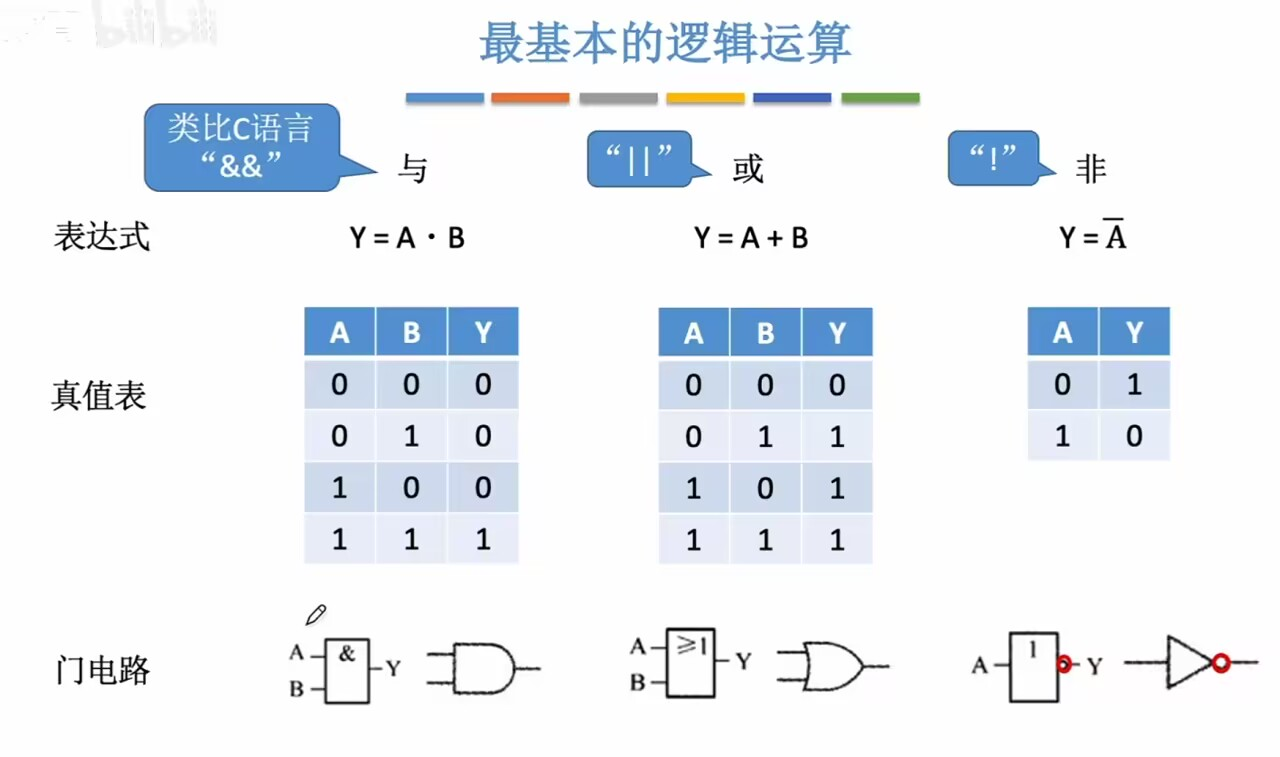 bilibili
最基本的逻辑运算
类比C语言
“&&”
与
“||”
或
“!”
非
表达式
Y = A · B
Y = A + B
Y = A̅
真值表
A B Y
0 0 0
0 1 0
1 0 0
1 1 1
A B Y
0 0 0
0 1 1
1 0 1
1 1 1
A Y
0 1
1 0
门电路
A
B
&
Y
A
B
≥1
Y
A
1
Y